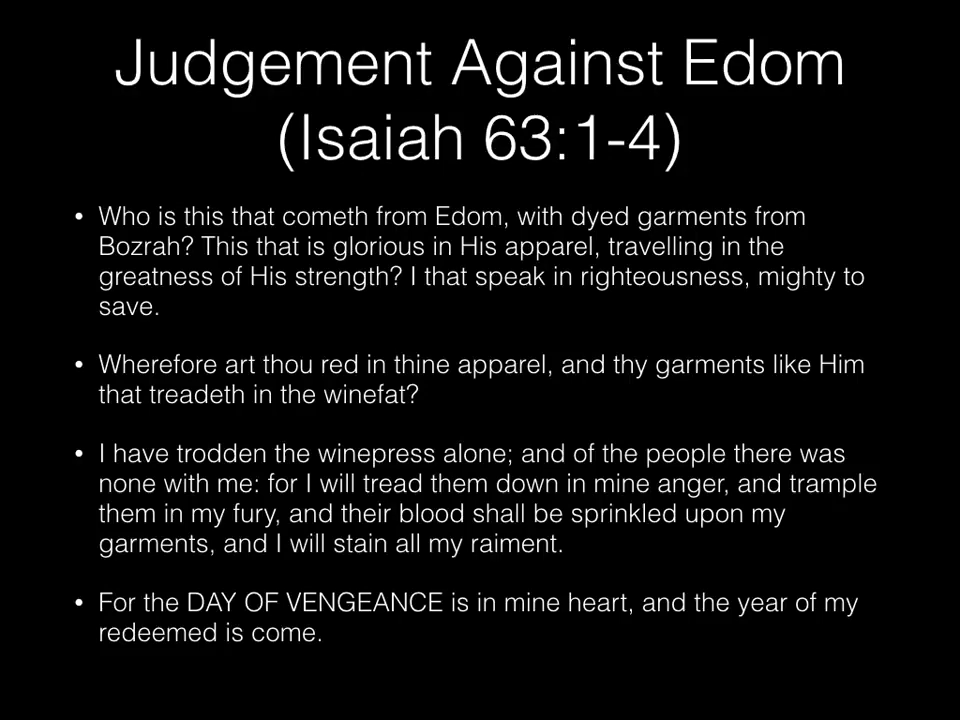 Judgement Against Edom
(Isaiah 63:1-4)
• Who is this that cometh from Edom, with dyed garments from
Bozrah? This that is glorious in His apparel, travelling in the
greatness of His strength? I that speak in righteousness, mighty to
save.
• Wherefore art thou red in thine apparel, and thy garments like Him
that treadeth in the winefat?
• I have trodden the winepress alone; and of the people there was
none with me: for I will tread them down in mine anger, and trample
them in my fury, and their blood shall be sprinkled upon my
garments, and I will stain all my raiment.
• For the DAY OF VENGEANCE is in mine heart, and the year of my
redeemed is come.